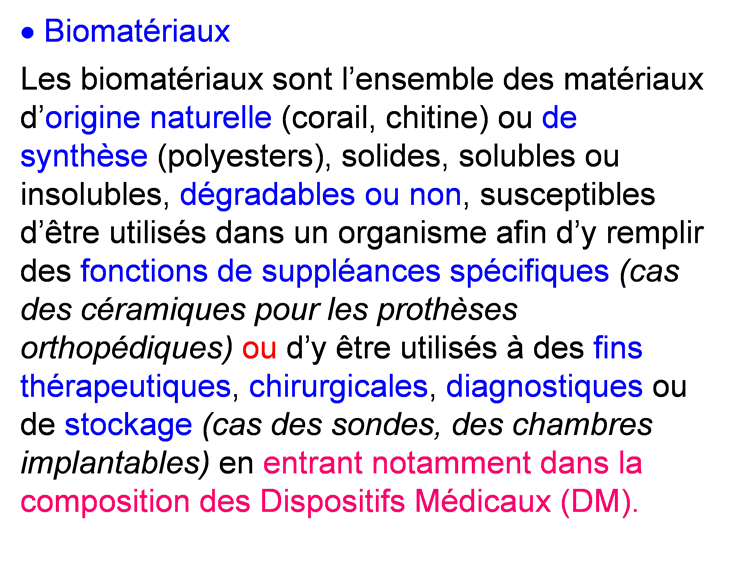 • Biomatériaux
Les biomatériaux sont l’ensemble des matériaux
d’origine naturelle (corail, chitine) ou de
synthèse (polyesters), solides, solubles ou
insolubles, dégradables ou non, susceptibles
d’être utilisés dans un organisme afin d’y remplir
des fonctions de suppléances spécifiques (cas
des céramiques pour les prothèses
orthopédiques) ou d’y être utilisés à des fins
thérapeutiques, chirurgicales, diagnostiques ou
de stockage (cas des sondes, des chambres
implantables) en entrant notamment dans la
composition des Dispositifs Médicaux (DM).